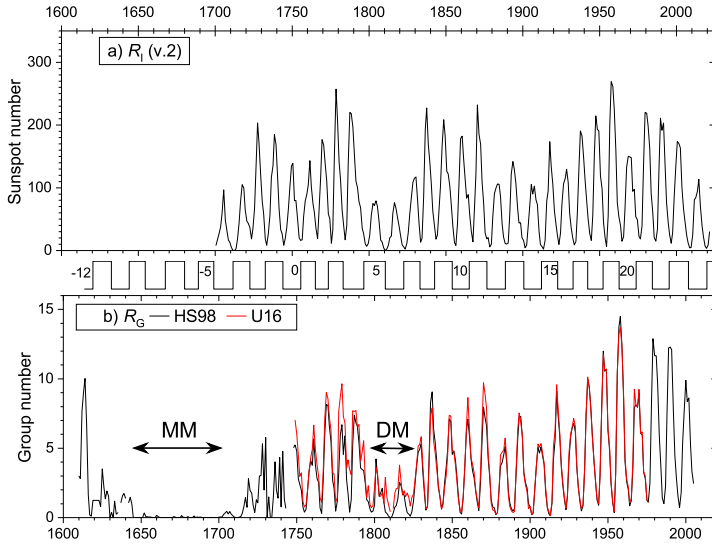 1600 1650 1700 1750 1800 1850 1900 1950 2000
a) R_I (v.2)
Sunspot number
300
200
100
0
-12 -5 0 5 10 15 20
b) R_G HS98 U16
Group number
15
10
5
0
MM DM
1600 1650 1700 1750 1800 1850 1900 1950 2000